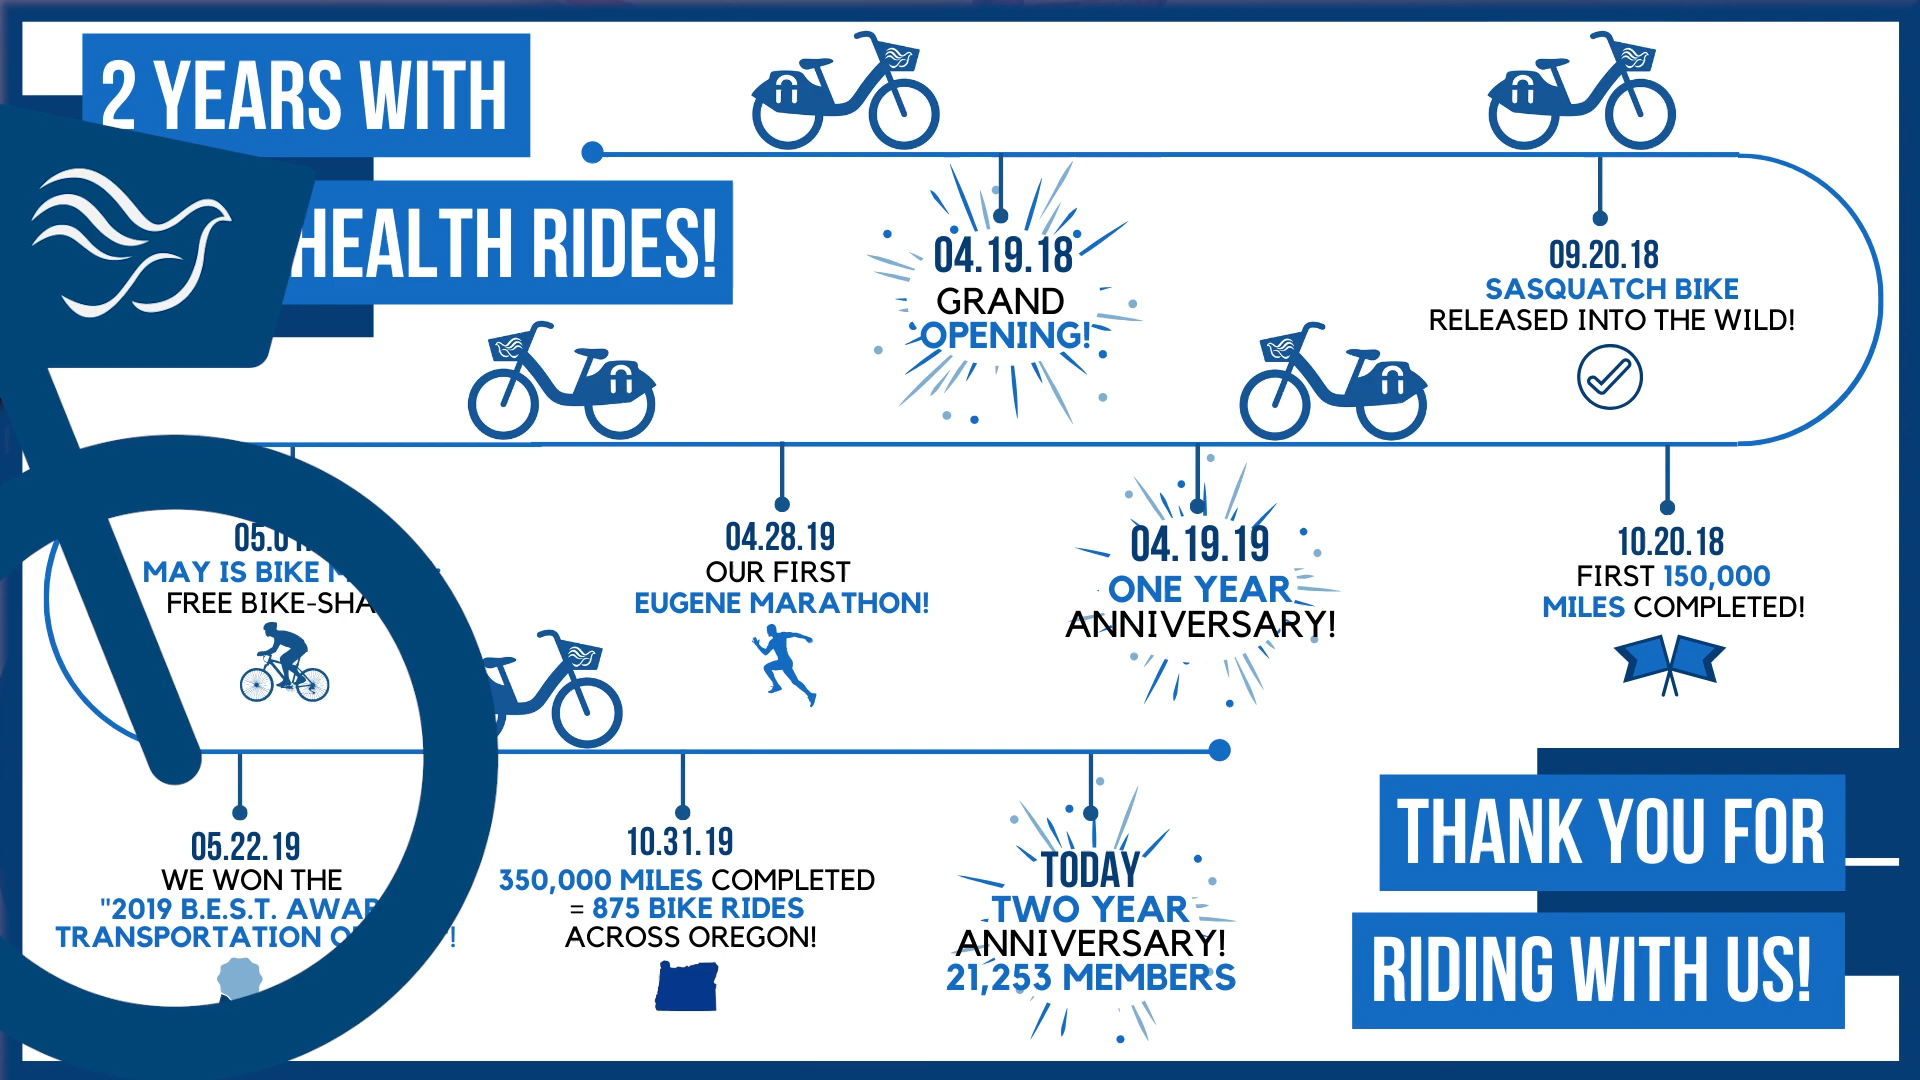 2 YEARS WITH
HEALTH RIDES!
04.19.18
GRAND
OPENING!
09.20.18
SASQUATCH BIKE
RELEASED INTO THE WILD!
10.20.18
FIRST 150,000
MILES COMPLETED!
04.19.19
ONE YEAR
ANNIVERSARY!
04.28.19
OUR FIRST
EUGENE MARATHON!
MAY IS BIKE
FREE
05.22.19
WE WON THE
"2019 B.E.S.T.
TRANSPORTATION
10.31.19
350,000 MILES COMPLETED
= 875 BIKE RIDES
ACROSS OREGON!
TODAY
TWO YEAR
ANNIVERSARY!
21,253 MEMBERS
THANK YOU FOR
RIDING WITH US!